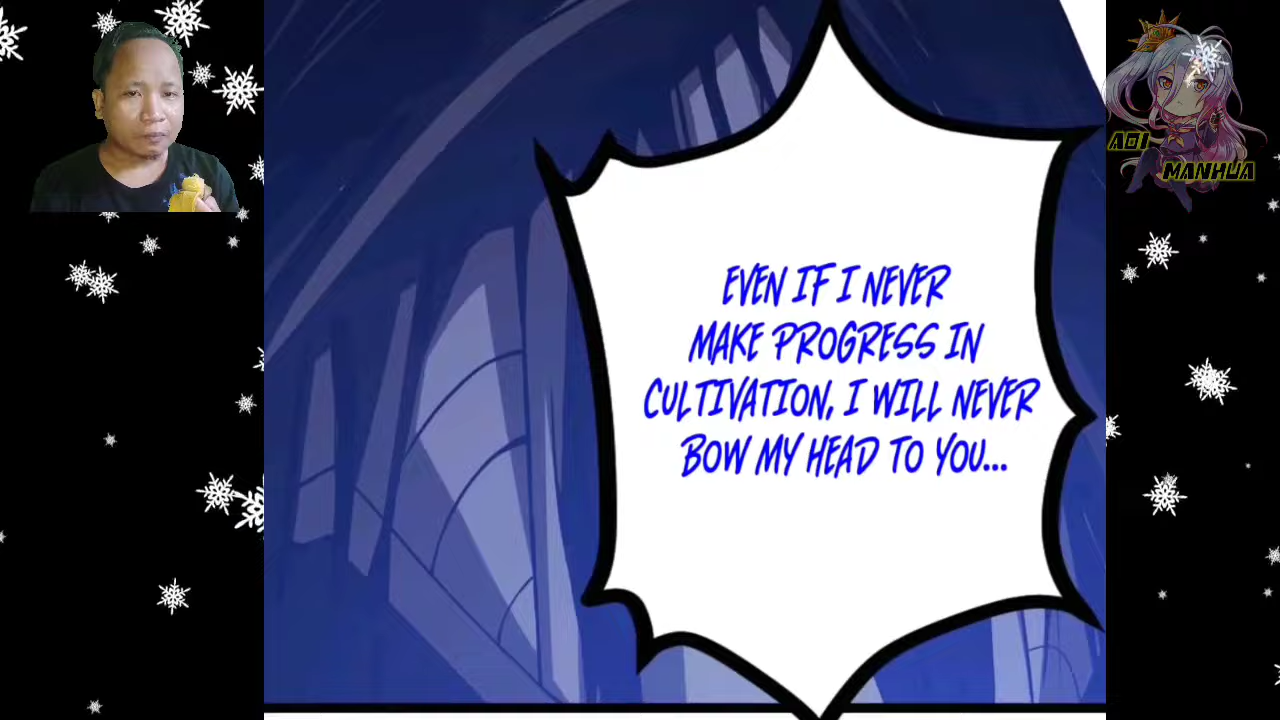 EVEN IF I NEVER
MAKE PROGRESS IN
CULTIVATION, I WILL NEVER
BOW MY HEAD TO YOU...
AOI
MANHUA